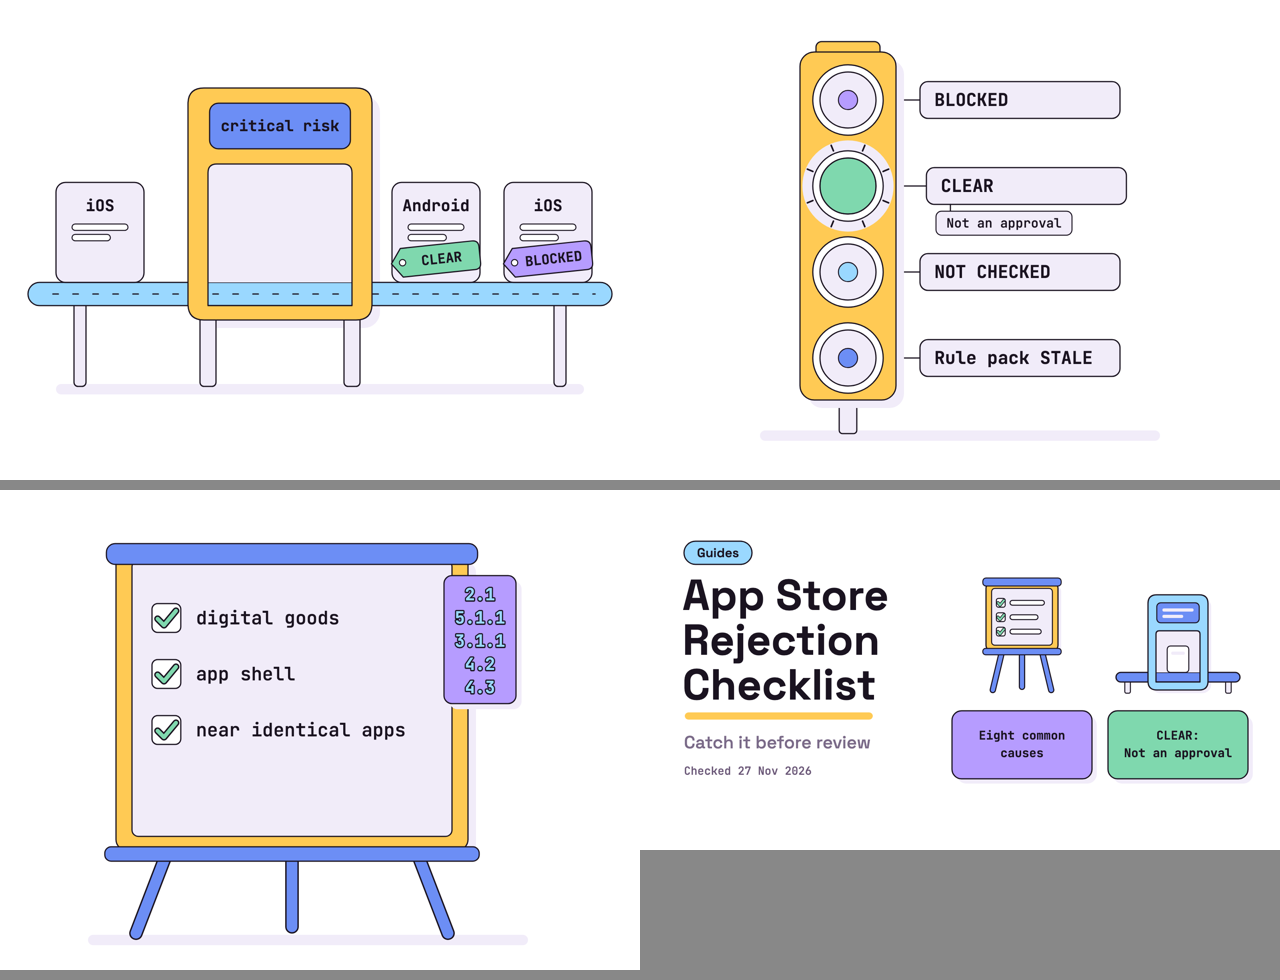 critical risk
iOS
Android
iOS
CLEAR
BLOCKED
BLOCKED
CLEAR
Not an approval
NOT CHECKED
Rule pack STALE
digital goods
app shell
near identical apps
2.1
5.1.1
3.1.1
4.2
4.3
Guides
App Store
Rejection
Checklist
Catch it before review
Checked 27 Nov 2026
Eight common
causes
CLEAR:
Not an approval